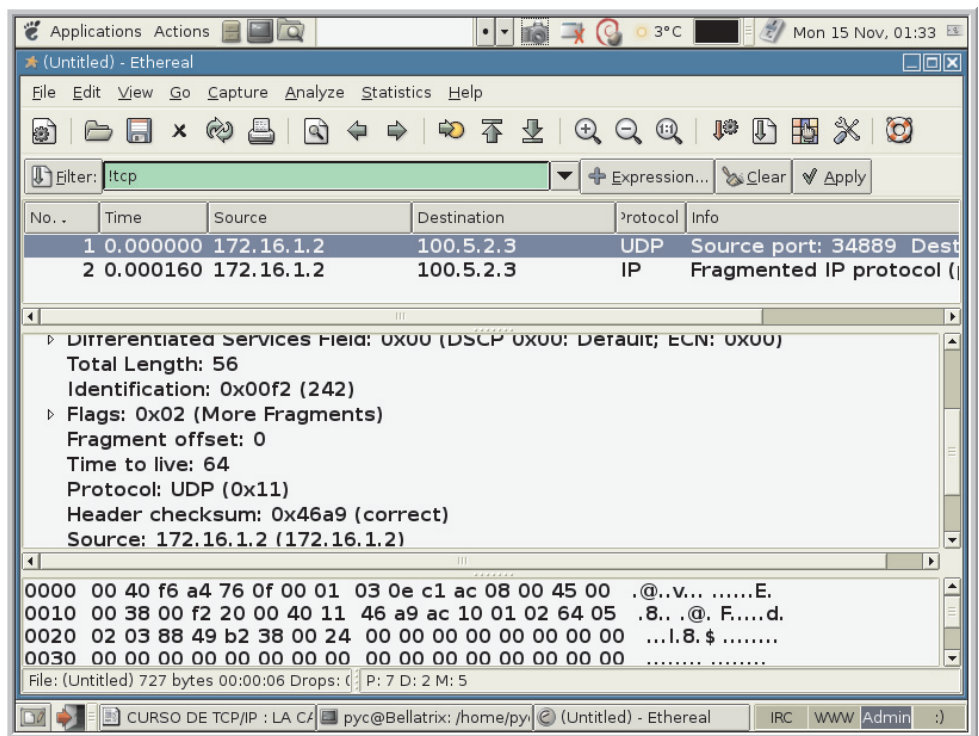 Applications Actions 3°C Mon 15 Nov, 01:33
(Untitled) - Ethereal
File Edit View Go Capture Analyze Statistics Help
Filter: !tcp Expression... Clear Apply
No. . Time Source Destination Protocol Info
1 0.000000 172.16.1.2 100.5.2.3 UDP Source port: 34889 Dest
2 0.000160 172.16.1.2 100.5.2.3 IP Fragmented IP protocol (
Differentiated Services Field: 0x00 (DSCP 0x00: Default; ECN: 0x00)
Total Length: 56
Identification: 0x00f2 (242)
Flags: 0x02 (More Fragments)
Fragment offset: 0
Time to live: 64
Protocol: UDP (0x11)
Header checksum: 0x46a9 (correct)
Source: 172.16.1.2 (172.16.1.2)
0000 00 40 f6 a4 76 0f 00 01 03 0e c1 ac 08 00 45 00 .@..v... ......E.
0010 00 38 00 f2 20 00 40 11 46 a9 ac 10 01 02 64 05 .8.. .@. F.....d.
0020 02 03 88 49 b2 38 00 24 00 00 00 00 00 00 00 00 ...I.8.$ ........
0030 00 00 00 00 00 00 00 00 00 00 00 00 00 00 00 00 ........ ........
File: (Untitled) 727 bytes 00:00:06 Drops: ( P: 7 D: 2 M: 5
CURSO DE TCP/IP : LA CA pyc@Bellatrix: /home/py (Untitled) - Ethereal IRC WWW Admin :)